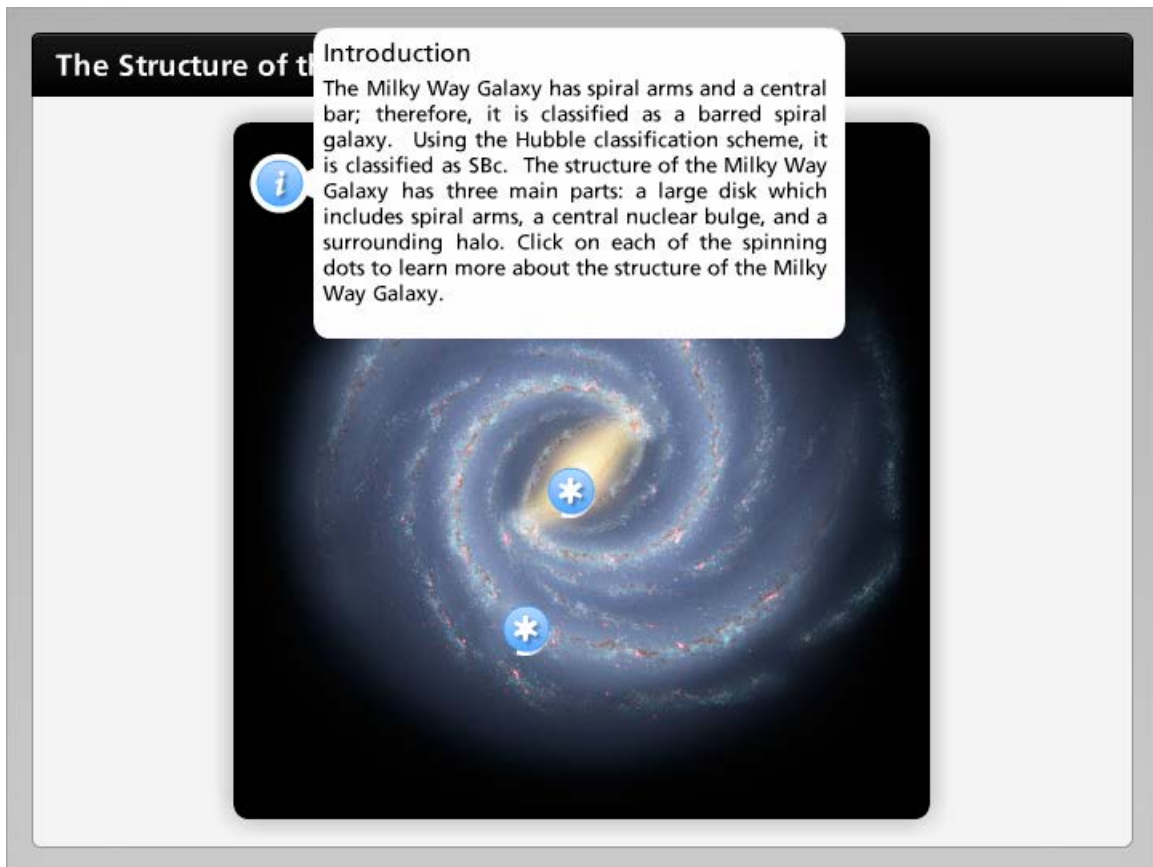 The Structure of t
Introduction
The Milky Way Galaxy has spiral arms and a central
bar; therefore, it is classified as a barred spiral
galaxy. Using the Hubble classification scheme, it
is classified as SBc. The structure of the Milky Way
Galaxy has three main parts: a large disk which
includes spiral arms, a central nuclear bulge, and a
surrounding halo. Click on each of the spinning
dots to learn more about the structure of the Milky
Way Galaxy.
i